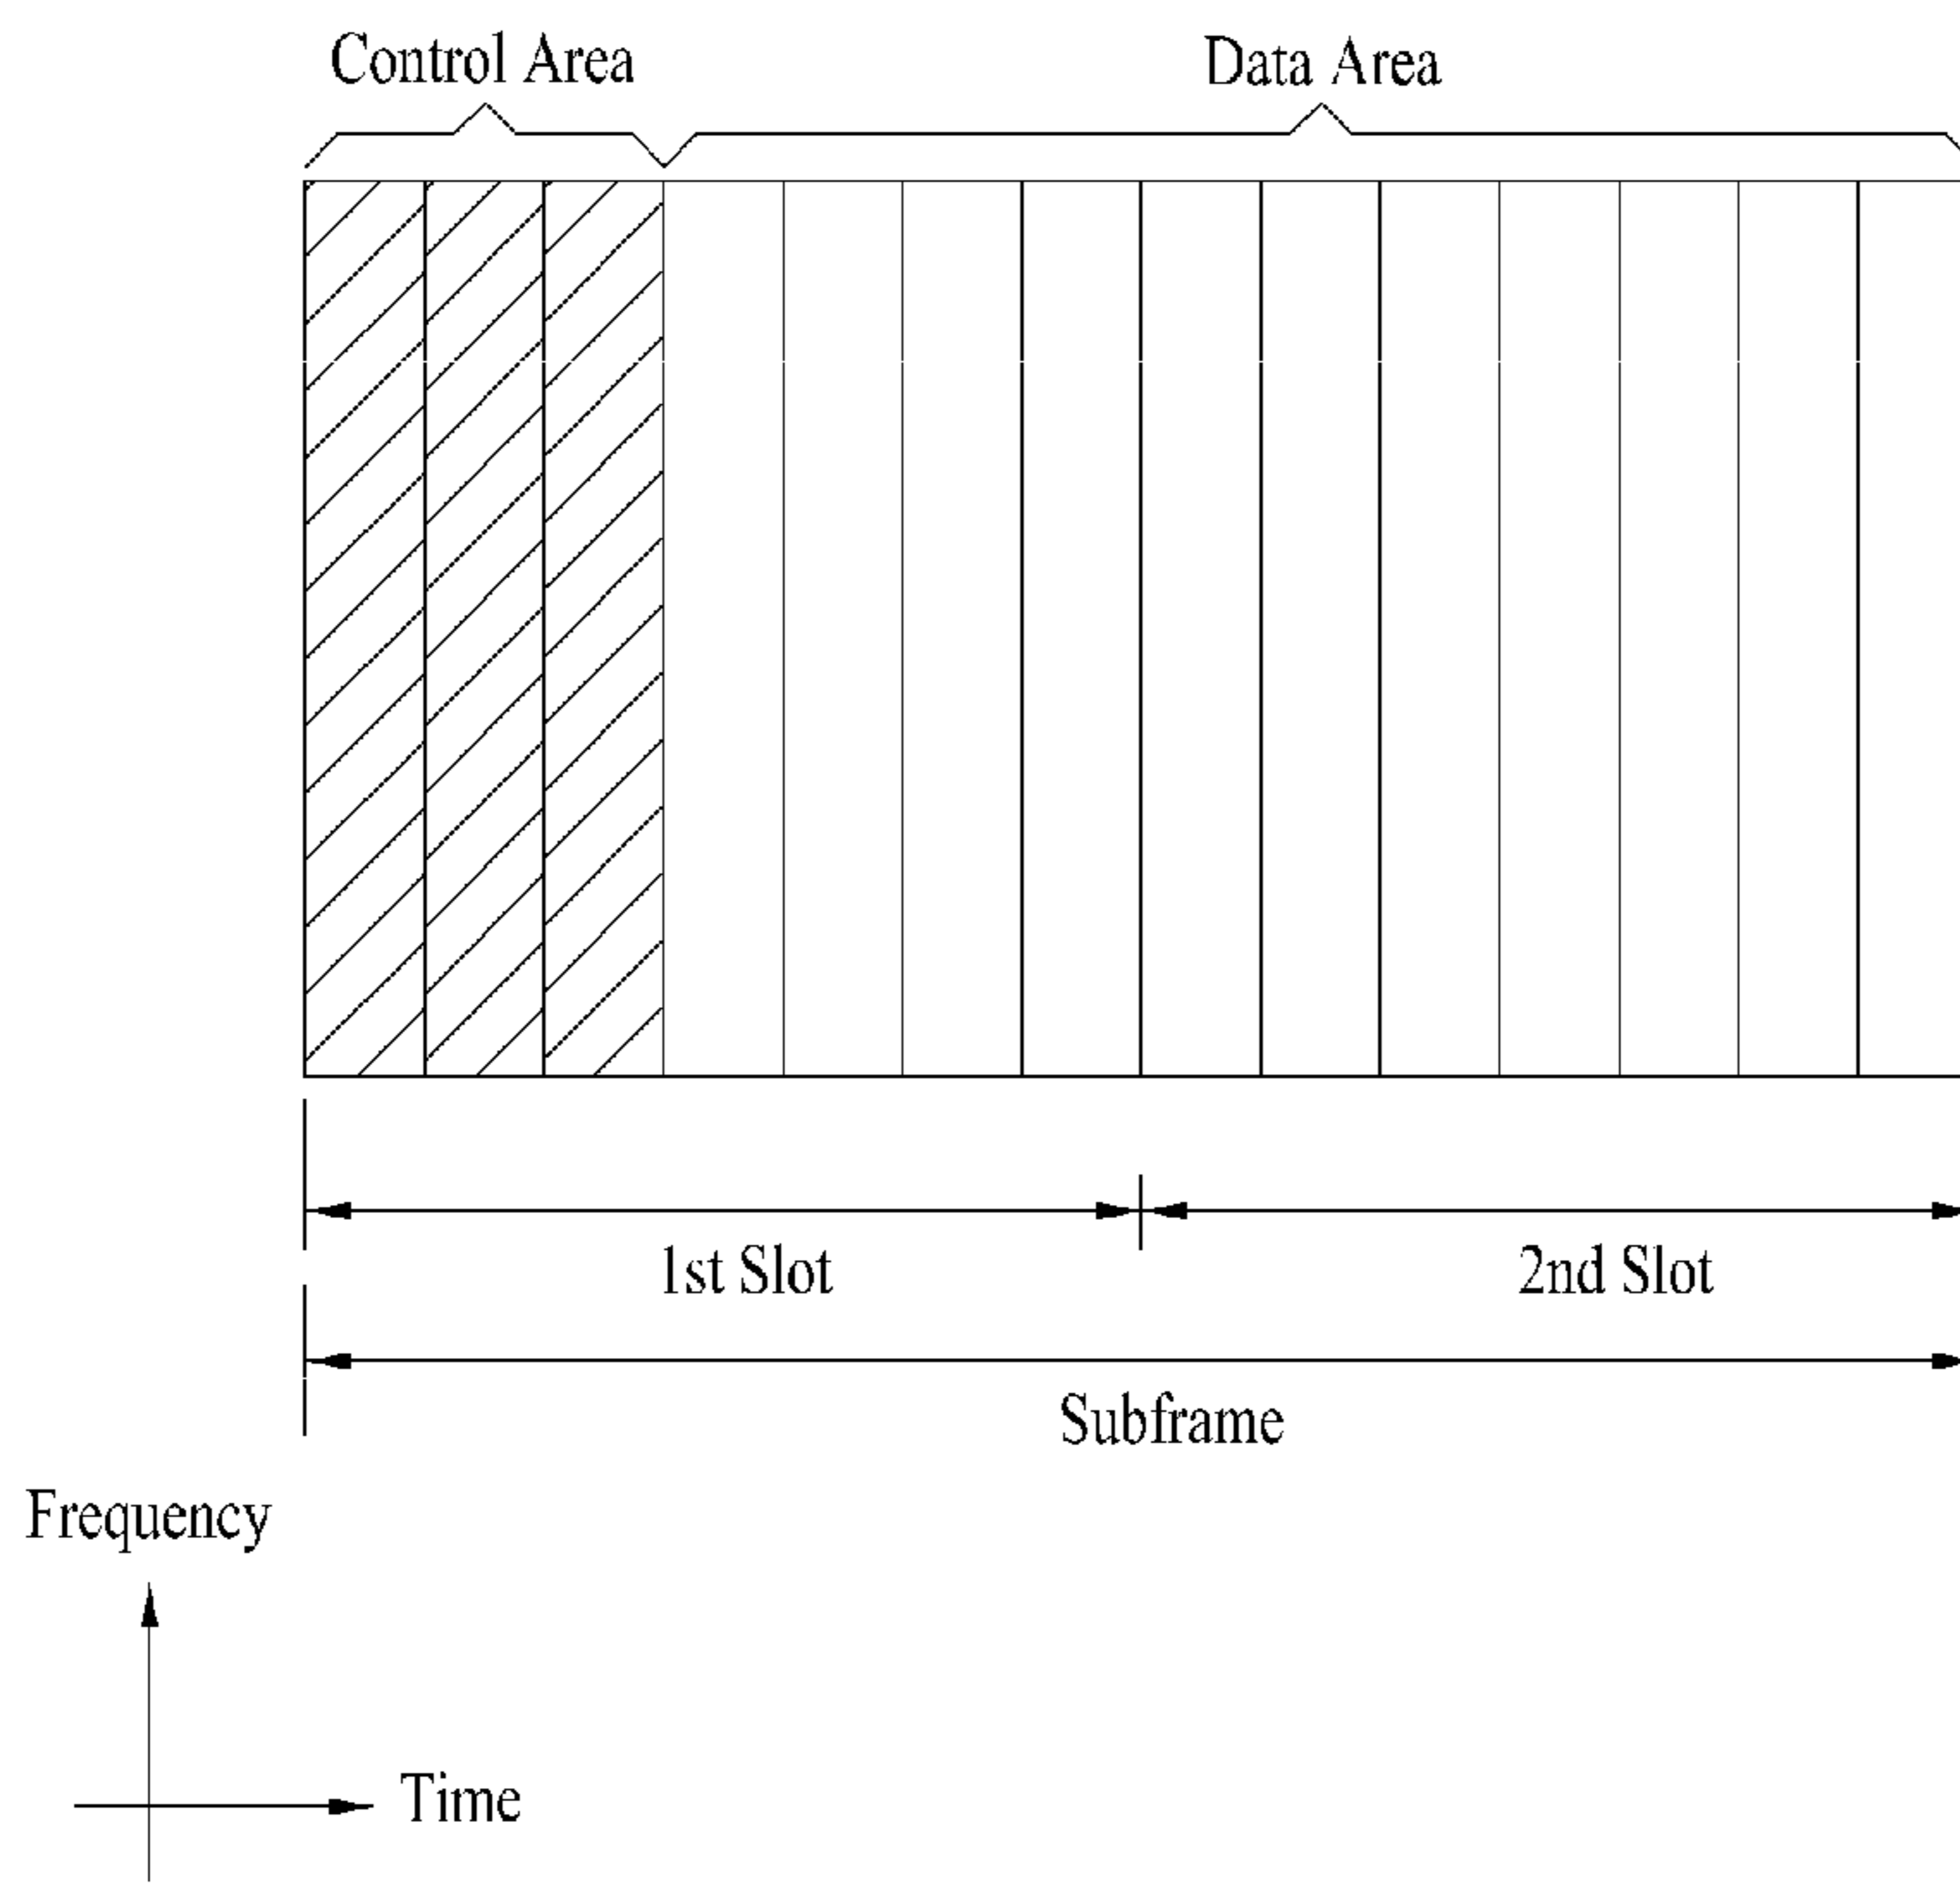 Control Area
Data Area
1st Slot
2nd Slot
Subframe
Frequency
Time